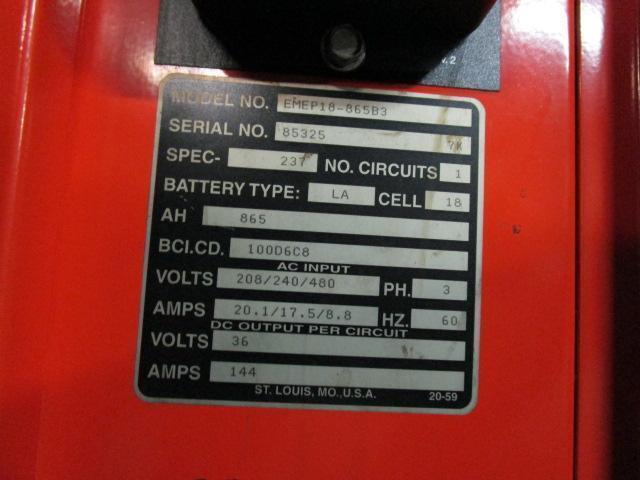 .2
MODEL NO. EMEP18-865B3
SERIAL NO. 85325 7K
SPEC- 237 NO. CIRCUITS 1
BATTERY TYPE: LA CELL 18
AH 865
BCI.CD. 100D6C8
AC INPUT
VOLTS 208/240/480 PH. 3
AMPS 20.1/17.5/8.8 HZ. 60
DC OUTPUT PER CIRCUIT
VOLTS 36
AMPS 144
ST. LOUIS, MO., U.S.A. 20-59